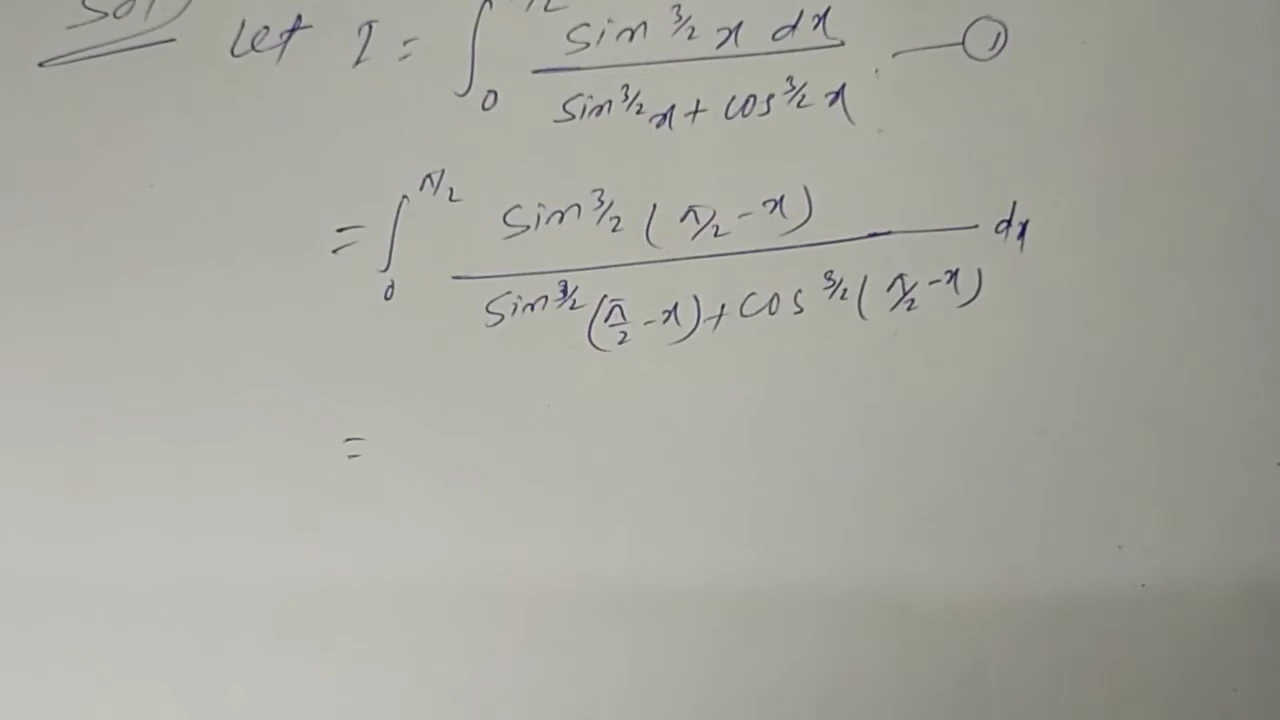 Sol)
Let I = ∫₀^π/2 sin^3/2 x dx / sin^3/2 x + cos^3/2 x — ①
= ∫₀^π/2 sin^3/2 (π/2 - x) / sin^3/2 (π/2 - x) + cos^3/2 (π/2 - x) dx
=